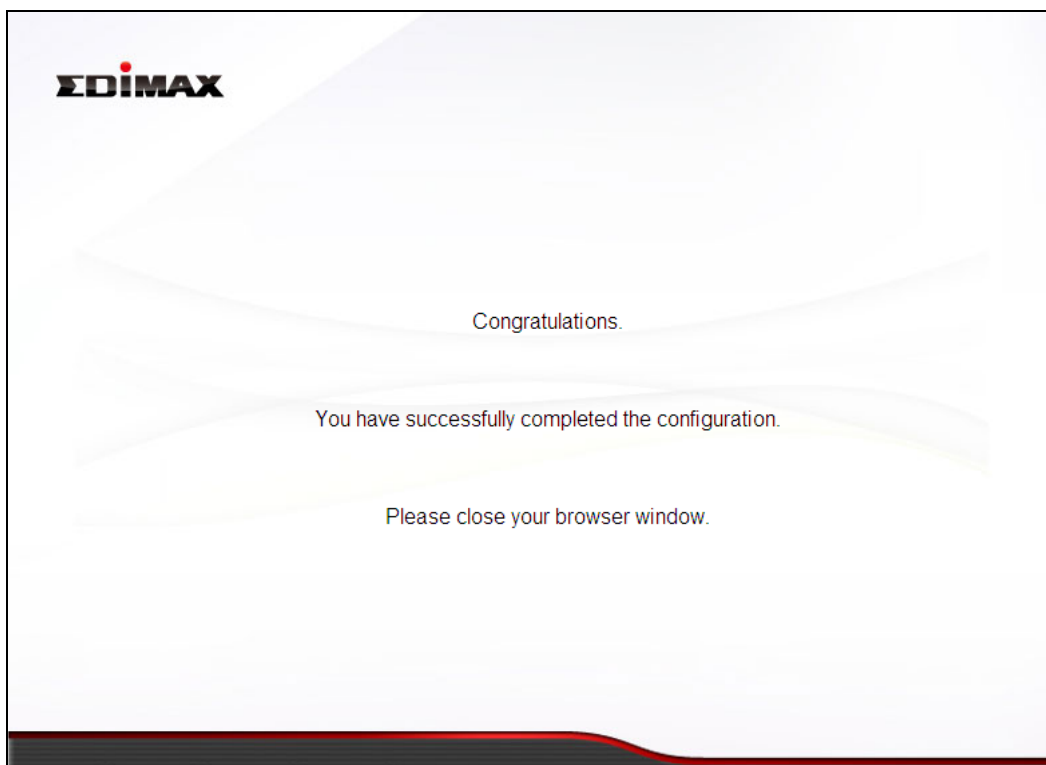 EDIMAX
Congratulations.
You have successfully completed the configuration.
Please close your browser window.